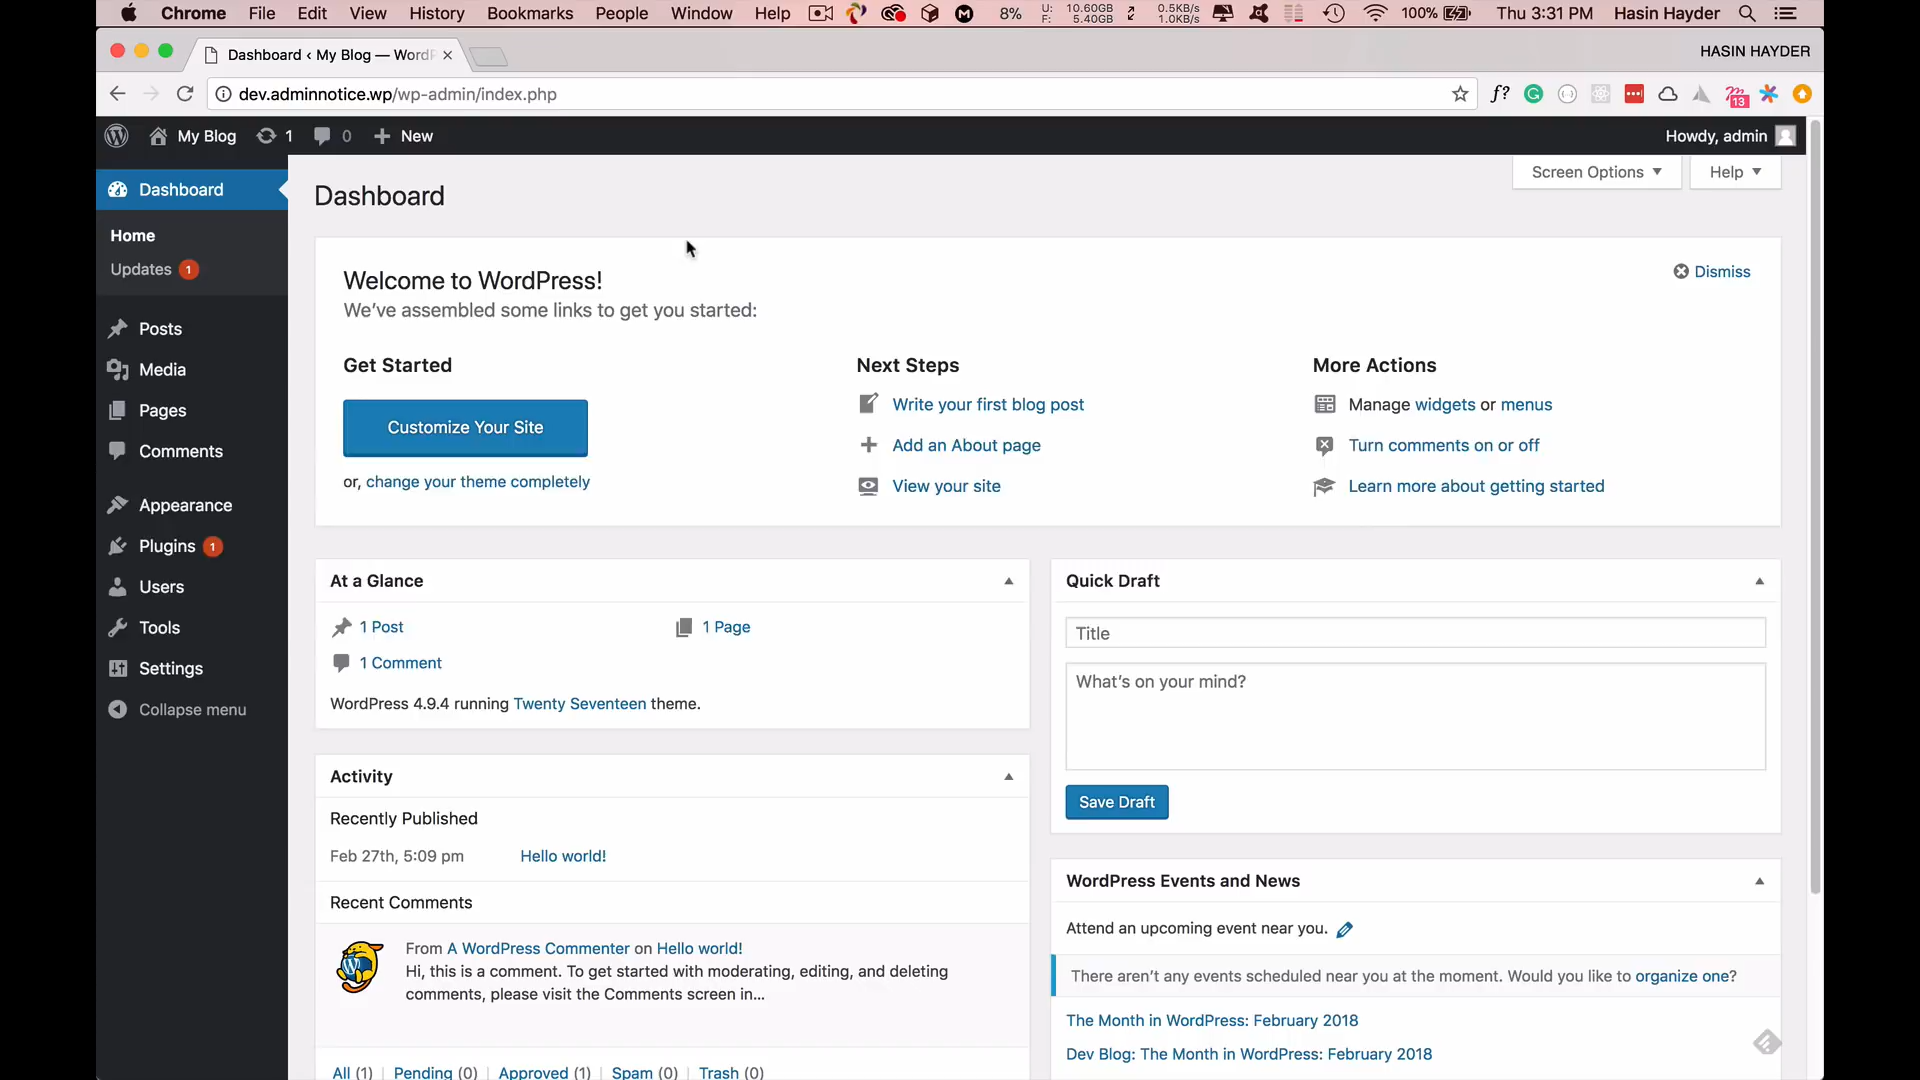 Chrome File Edit View History Bookmarks People Window Help 8% U: 10.60GB F: 5.40GB 0.5KB/s 1.0KB/s 100% Thu 3:31 PM Hasin Hayder
Dashboard ‹ My Blog — WordP HASIN HAYDER
dev.adminnotice.wp/wp-admin/index.php f? 13
My Blog 1 0 New Howdy, admin
Dashboard
Home
Updates 1
Posts
Media
Pages
Comments
Appearance
Plugins 1
Users
Tools
Settings
Collapse menu
Screen Options Help
Dashboard
Welcome to WordPress! Dismiss
We’ve assembled some links to get you started:
Get Started
Customize Your Site
or, change your theme completely
Next Steps
Write your first blog post
Add an About page
View your site
More Actions
Manage widgets or menus
Turn comments on or off
Learn more about getting started
At a Glance
1 Post 1 Page
1 Comment
WordPress 4.9.4 running Twenty Seventeen theme.
Activity
Recently Published
Feb 27th, 5:09 pm Hello world!
Recent Comments
From A WordPress Commenter on Hello world!
Hi, this is a comment. To get started with moderating, editing, and deleting
comments, please visit the Comments screen in…
All (1) | Pending (0) | Approved (1) | Spam (0) | Trash (0)
Quick Draft
Title
What’s on your mind?
Save Draft
WordPress Events and News
Attend an upcoming event near you.
There aren’t any events scheduled near you at the moment. Would you like to organize one?
The Month in WordPress: February 2018
Dev Blog: The Month in WordPress: February 2018